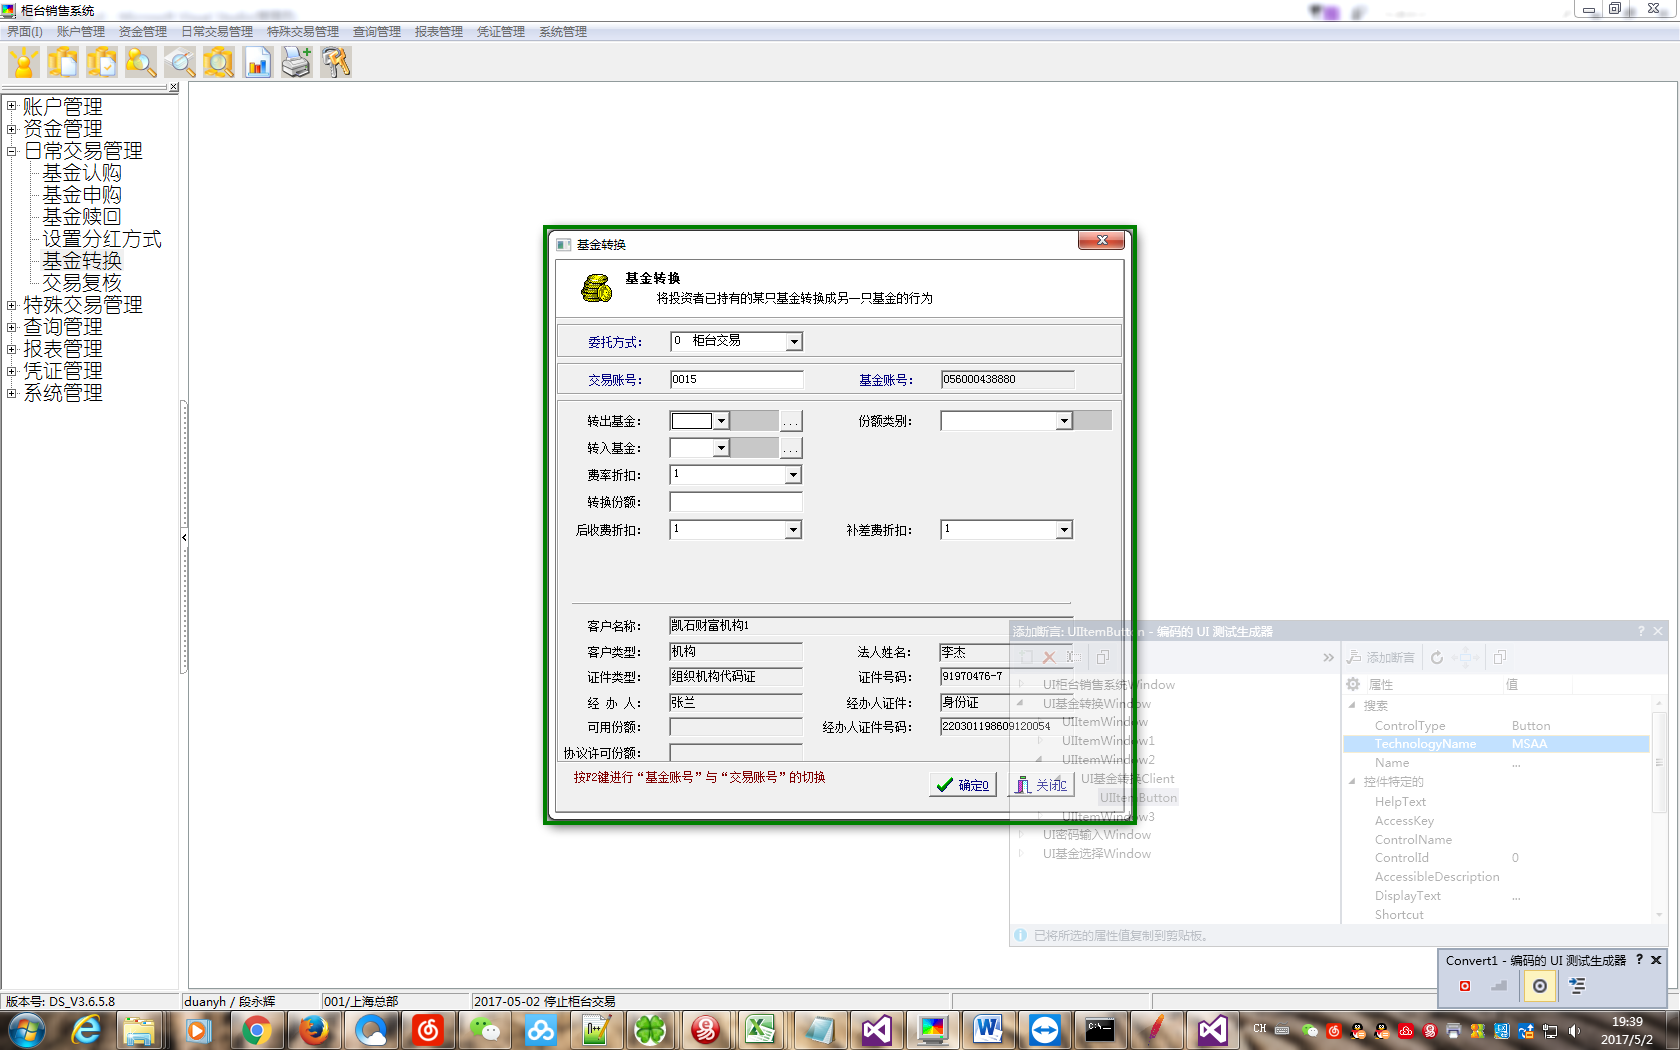 柜台销售系统
界面(I) 账户管理 资金管理 日常交易管理 特殊交易管理 查询管理 报表管理 凭证管理 系统管理
账户管理
资金管理
日常交易管理
基金认购
基金申购
基金赎回
设置分红方式
基金转换
交易复核
特殊交易管理
查询管理
报表管理
凭证管理
系统管理
基金转换
基金转换
将投资者已持有的某只基金转换成另一只基金的行为
委托方式: 0 柜台交易
交易账号: 0015 基金账号: 056000438880
转出基金: ... 份额类别:
转入基金: ...
费率折扣: 1
转换份额:
后收费折扣: 1 补差费折扣: 1
客户名称: 凯石财富机构1
客户类型: 机构 法人姓名: 李杰
证件类型: 组织机构代码证 证件号码: 91970476-7
经 办 人: 张兰 经办人证件: 身份证
可用份额: 经办人证件号码: 220301198609120054
协议许可份额:
按F2键进行“基金账号”与“交易账号”的切换
确定O 关闭C
添加断言: UIItemButton - 编码的 UI 测试生成器 ?
添加断言
UI柜台销售系统Window
UI基金转换Window
UIItemWindow
UIItemWindow1
UIItemWindow2
UI基金转换Client
UIItemButton
UIItemWindow3
UI密码输入Window
UI基金选择Window
属性 值
搜索
ControlType Button
TechnologyName MSAA
Name ...
控件特定的
HelpText
AccessKey
ControlName
ControlId 0
AccessibleDescription
DisplayText ...
Shortcut
已将所选的属性值复制到剪贴板。
Convert1 - 编码的 UI 测试生成器 ?
版本号: DS_V3.6.5.8 duanyh / 段永辉 001/上海总部 2017-05-02 停止柜台交易
CH 19:39
2017/5/2